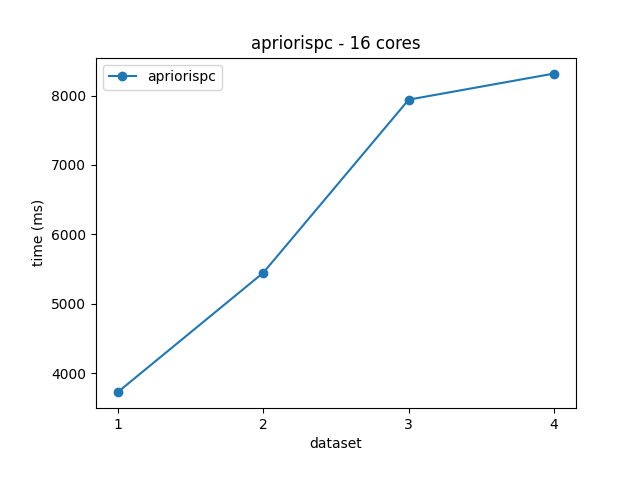 apriorispc - 16 cores
apriorispc
8000
7000
6000
5000
4000
time (ms)
1 2 3 4
dataset